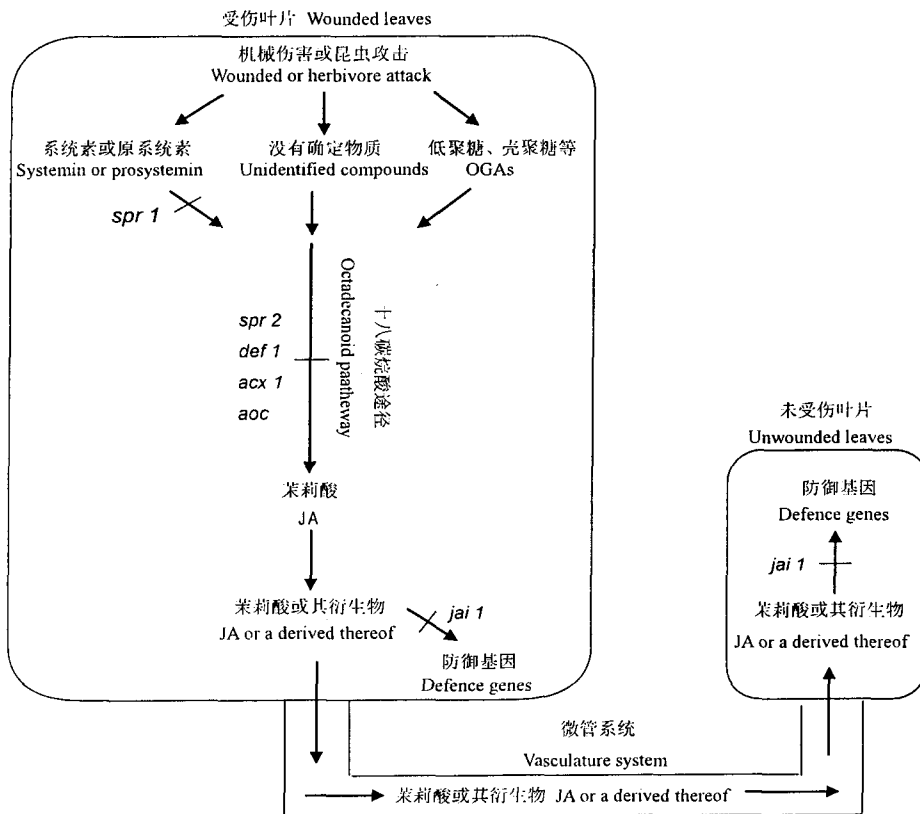 受伤叶片 Wounded leaves
机械伤害或昆虫攻击
Wounded or herbivore attack
系统素或原系统素
Systemin or prosystemin
没有确定物质
Unidentified compounds
低聚糖、壳聚糖等
OGAs
spr 1
spr 2
def 1
acx 1
aoc
Octadecanoid paatheway
十八碳烷酸途径
茉莉酸
JA
茉莉酸或其衍生物
JA or a derived thereof
jai 1
防御基因
Defence genes
未受伤叶片
Unwounded leaves
防御基因
Defence genes
jai 1
茉莉酸或其衍生物
JA or a derived thereof
微管系统
Vasculature system
茉莉酸或其衍生物 JA or a derived thereof